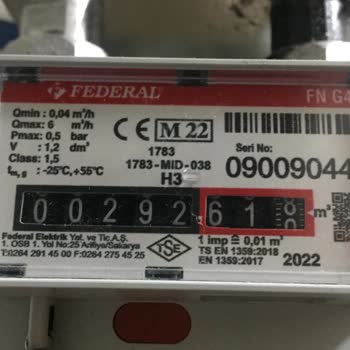 FEDERAL
FN G4
Qmin : 0,04 m³/h
Qmax: 6 m³/h
Pmax: 0,5 bar
V : 1,2 dm³
Class: 1,5
tm,g : -25°C,+55°C
CE M 22
1783
1783-MID-038
H3
Seri No:
09009044
00292 61 m³
Federal Elektrik Yat. ve Tic.A.Ş.
1. OSB 1. Yol No:25 Arifiye/Sakarya
T:0264 291 45 00 F:0264 275 45 25
TSE
1 imp ≙ 0,01 m³
TS EN 1359:2018
EN 1359:2017
2022